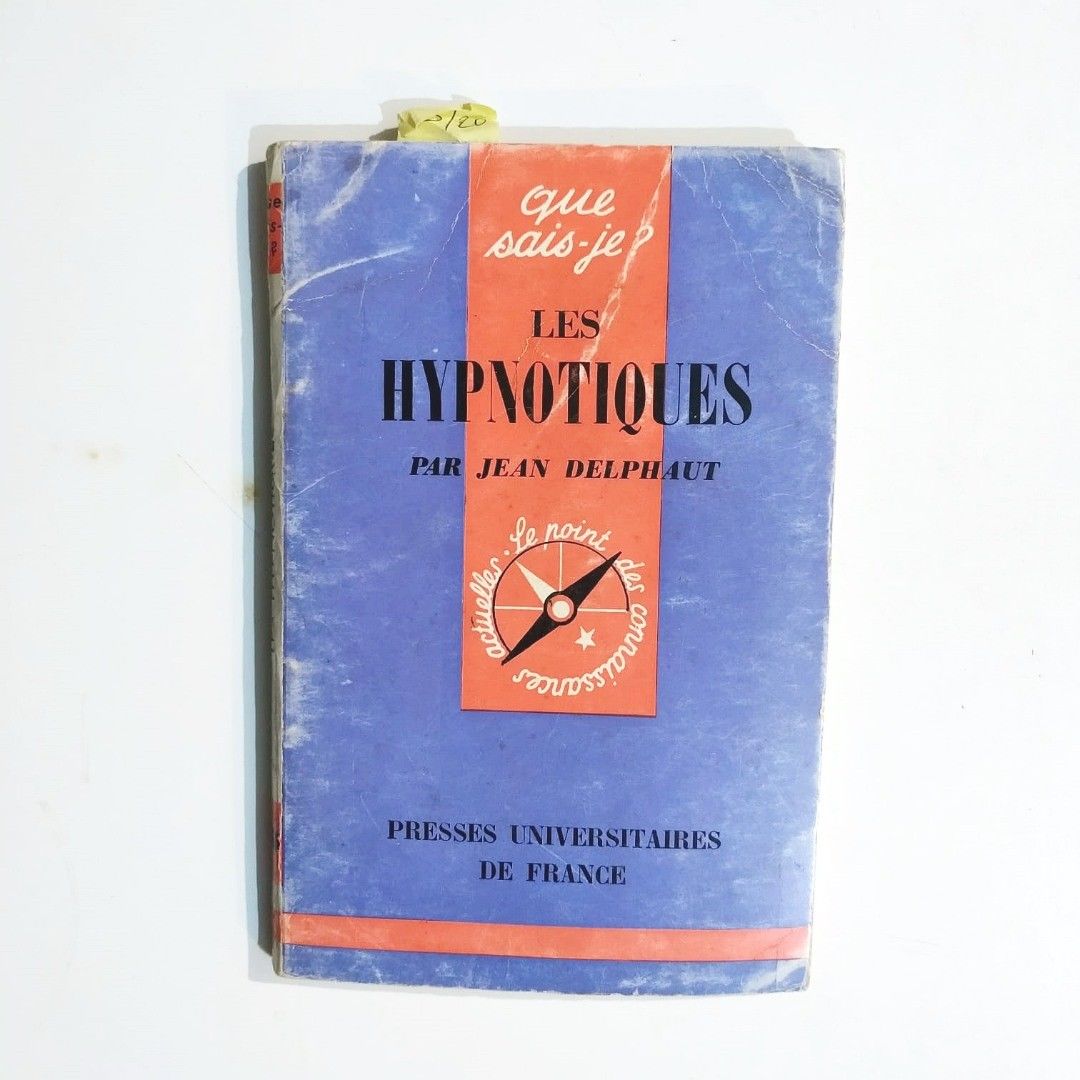 que
sais-je?
LES
HYPNOTIQUES
PAR JEAN DELPHAUT
Le point des connaissances actuelles.
PRESSES UNIVERSITAIRES
DE FRANCE